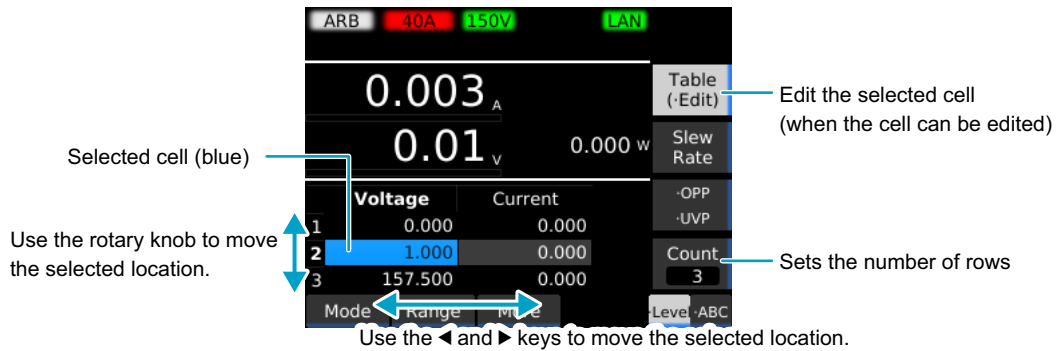 ARB 40A 150V LAN
0.003 A
Table
(·Edit)
Edit the selected cell
(when the cell can be edited)
0.01 V
0.000 W
Slew
Rate
Selected cell (blue)
·OPP
·UVP
Voltage Current
1 0.000 0.000
2 1.000 0.000
3 157.500 0.000
Use the rotary knob to move
the selected location.
Count
3
Sets the number of rows
Mode Range More ·Level ·ABC
Use the ◀ and ▶ keys to move the selected location.